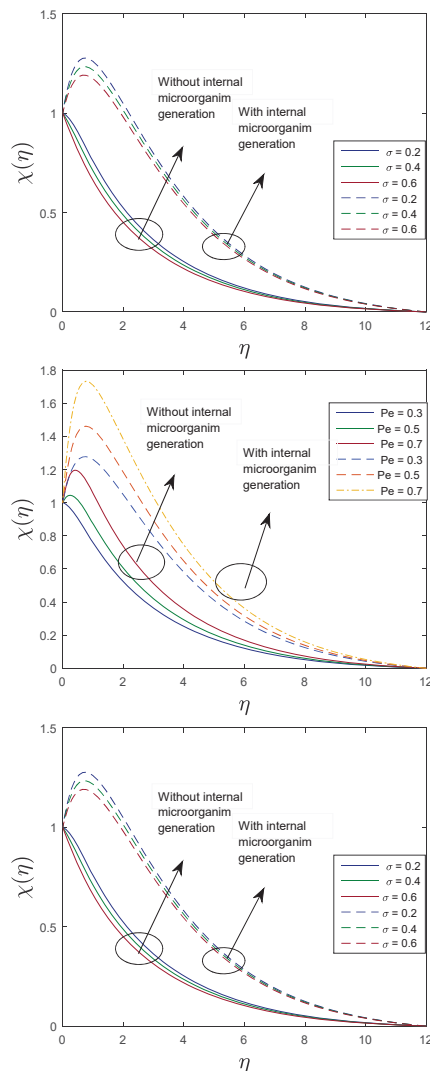 1.5
1
0.5
0
χ(η)
0
2
4
6
8
10
12
η
Without internal
microorganim
generation
With internal
microorganim
generation
σ = 0.2
σ = 0.4
σ = 0.6
σ = 0.2
σ = 0.4
σ = 0.6
1.8
1.6
1.4
1.2
1
0.8
0.6
0.4
0.2
0
χ(η)
0
2
4
6
8
10
12
η
Without internal
microorganim
generation
With internal
microorganim
generation
Pe = 0.3
Pe = 0.5
Pe = 0.7
Pe = 0.3
Pe = 0.5
Pe = 0.7
1.5
1
0.5
0
χ(η)
0
2
4
6
8
10
12
η
Without internal
microorganim
generation
With internal
microorganim
generation
σ = 0.2
σ = 0.4
σ = 0.6
σ = 0.2
σ = 0.4
σ = 0.6